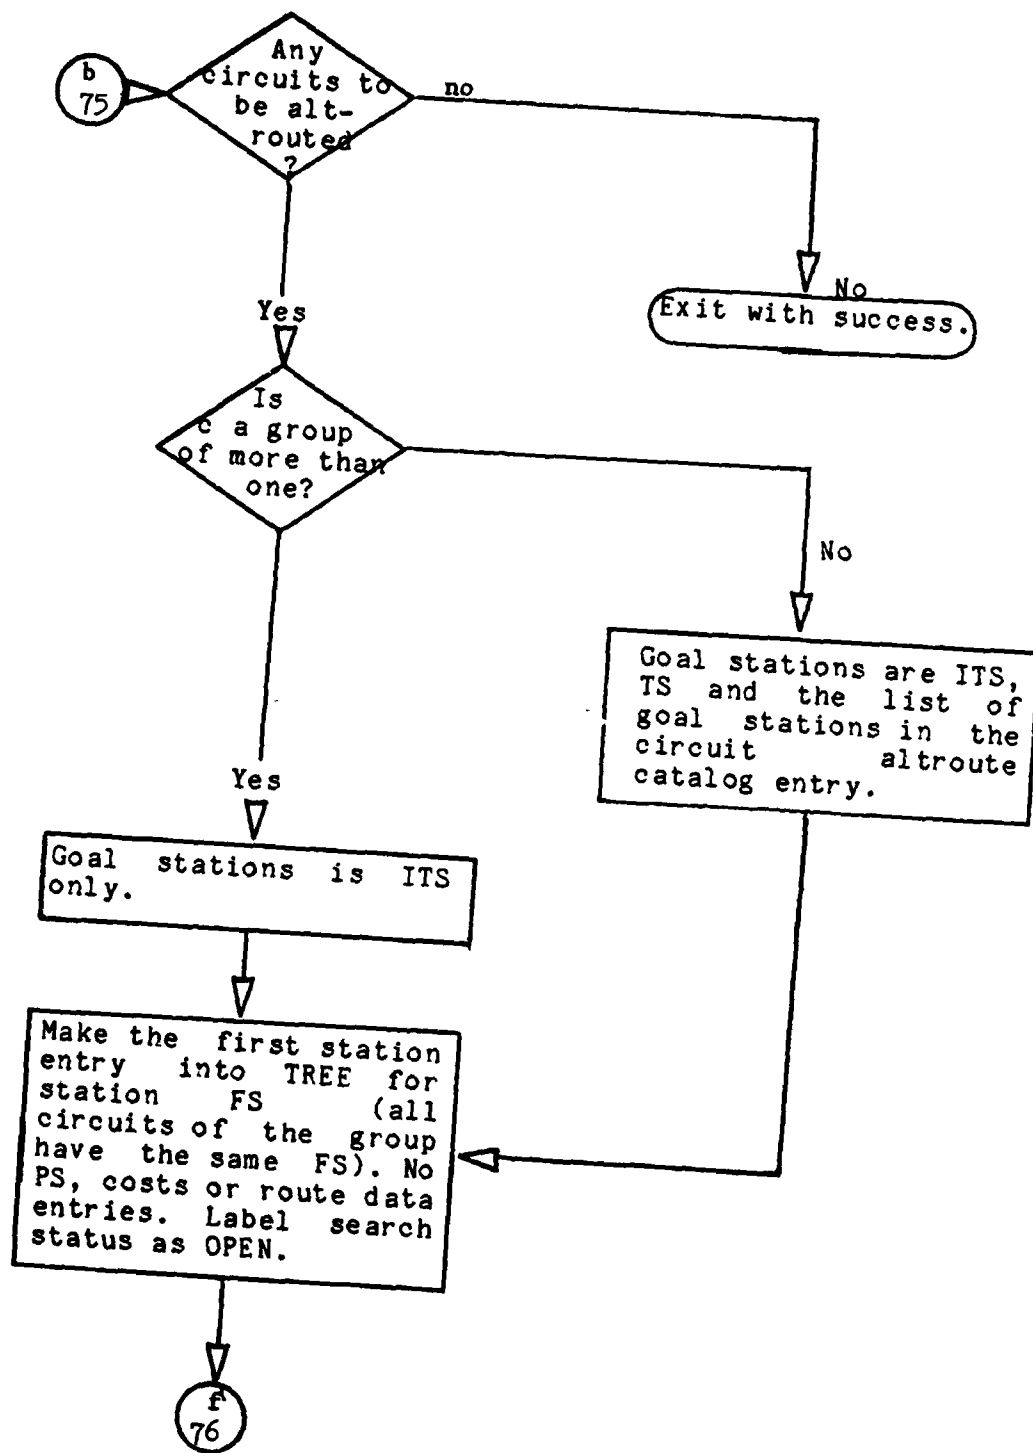 b
75
Any
circuits to
be alt-
routed
?
no
No
Exit with success.
Yes
Is
c a group
of more than
one?
No
Goal stations are ITS,
TS and the list of
goal stations in the
circuit altroute
catalog entry.
Yes
Goal stations is ITS
only.
Make the first station
entry into TREE for
station FS (all
circuits of the group
have the same FS). No
PS, costs or route data
entries. Label search
status as OPEN.
f
76